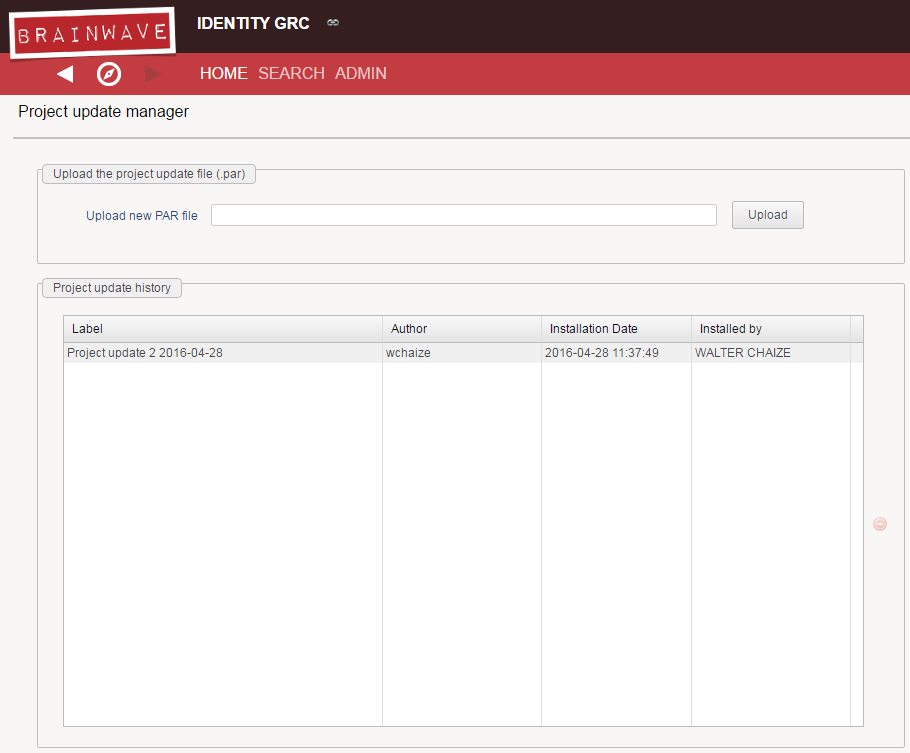 BRAINWAVE
IDENTITY GRC
HOME SEARCH ADMIN
Project update manager
Upload the project update file (.par)
Upload new PAR file Upload
Project update history
Label Author Installation Date Installed by
Project update 2 2016-04-28 wchaize 2016-04-28 11:37:49 WALTER CHAIZE